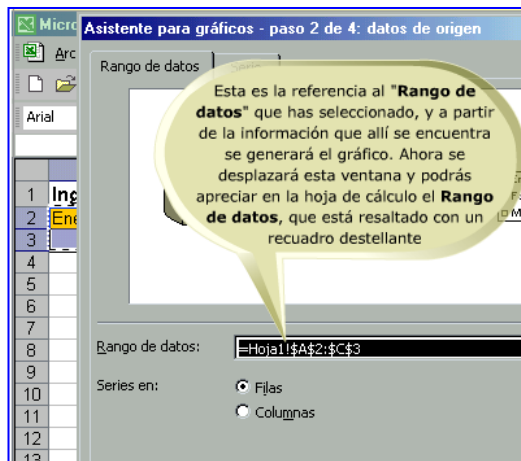 Micro
Asistente para gráficos - paso 2 de 4: datos de origen
Arc
Rango de datos
Arial
Esta es la referencia al "Rango de
datos" que has seleccionado, y a partir
de la información que allí se encuentra
se generará el gráfico. Ahora se
desplazará esta ventana y podrás
apreciar en la hoja de cálculo el Rango
de datos, que está resaltado con un
recuadro destellante
1 Ing
2 Ene
3
4
5
6
7
8
9
10
11
12
13
Rango de datos:
=Hoja1!$A$2:$C$3
Series en:
Filas
Columnas